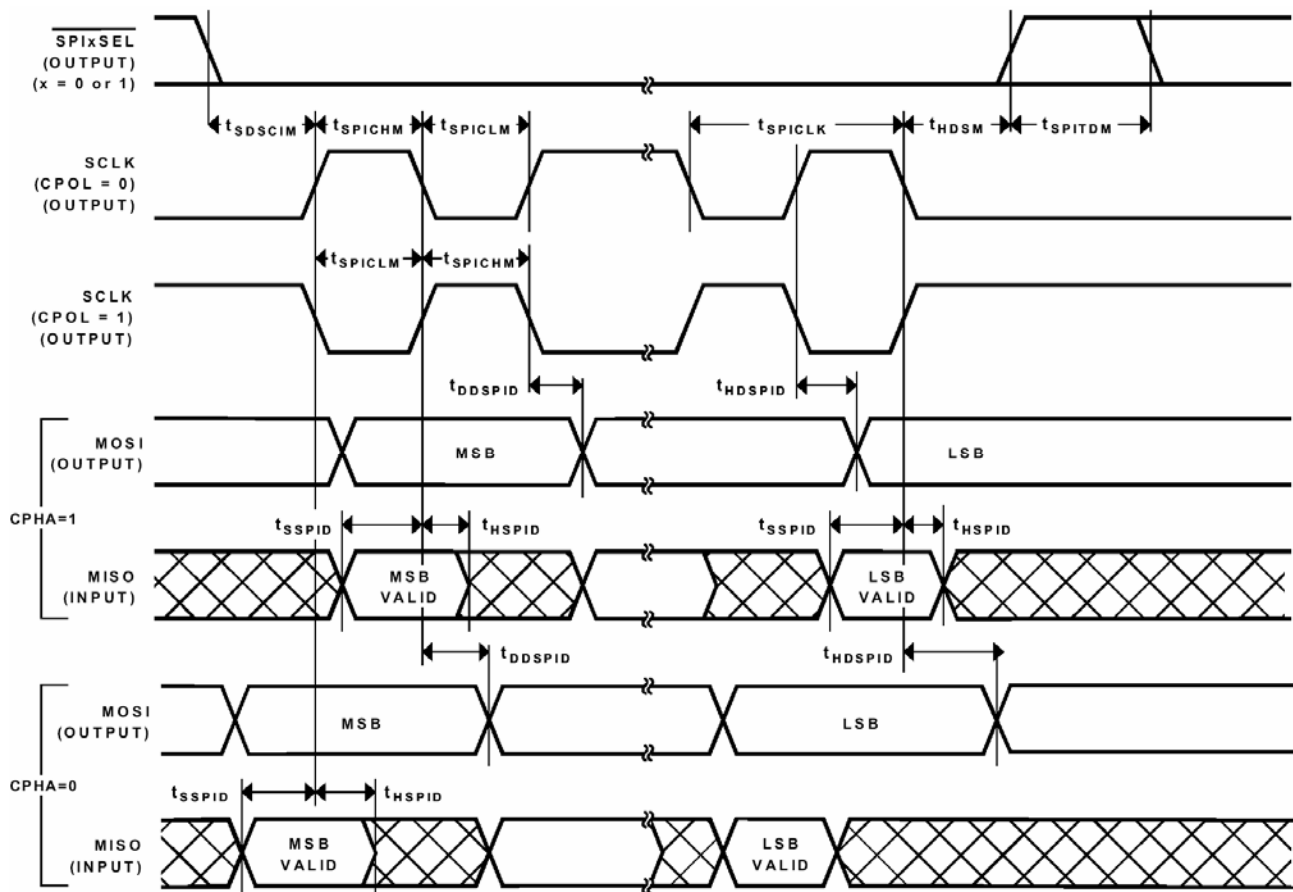 SPIxSEL
(OUTPUT)
(x = 0 or 1)
tSDSCIM
tSPICHM
tSPICLM
tSPICLK
tHDSM
tSPITDM
SCLK
(CPOL = 0)
(OUTPUT)
tSPICLM
tSPICHM
SCLK
(CPOL = 1)
(OUTPUT)
tDDSPID
tHDSPID
MOSI
(OUTPUT)
MSB
LSB
CPHA=1
tSSPID
tHSPID
tSSPID
tHSPID
MISO
(INPUT)
MSB
VALID
LSB
VALID
tDDSPID
tHDSPID
MOSI
(OUTPUT)
MSB
LSB
CPHA=0
tSSPID
tHSPID
MISO
(INPUT)
MSB
VALID
LSB
VALID